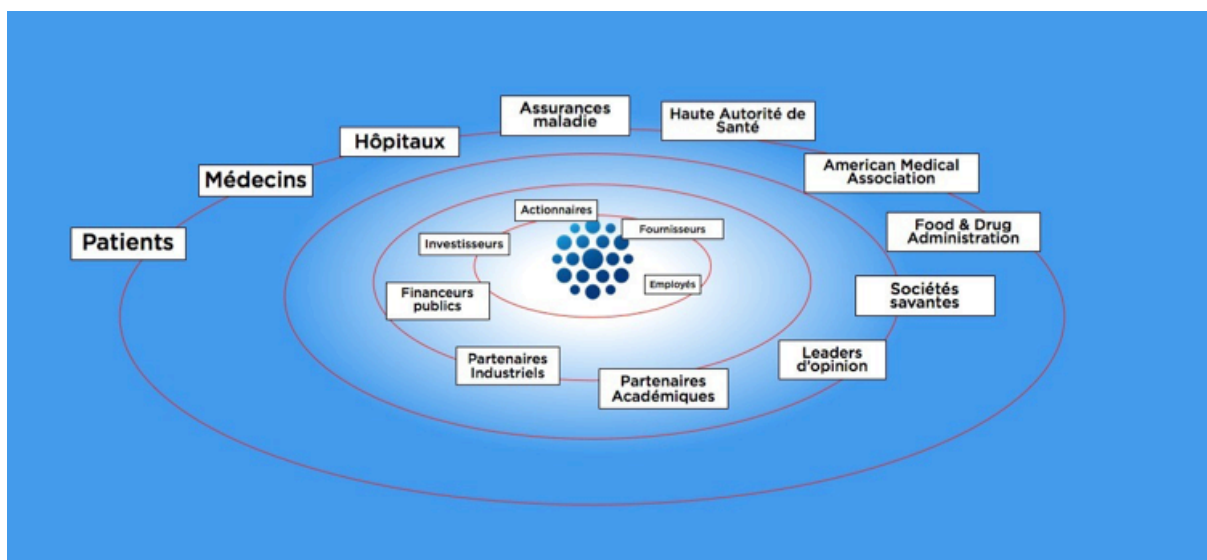 Assurances
maladie
Haute Autorité de
Santé
Hôpitaux
American Medical
Association
Médecins
Actionnaires
Fournisseurs
Food & Drug
Administration
Patients
Investisseurs
Employés
Financeurs
publics
Sociétés
savantes
Partenaires
Industriels
Leaders
d'opinion
Partenaires
Académiques